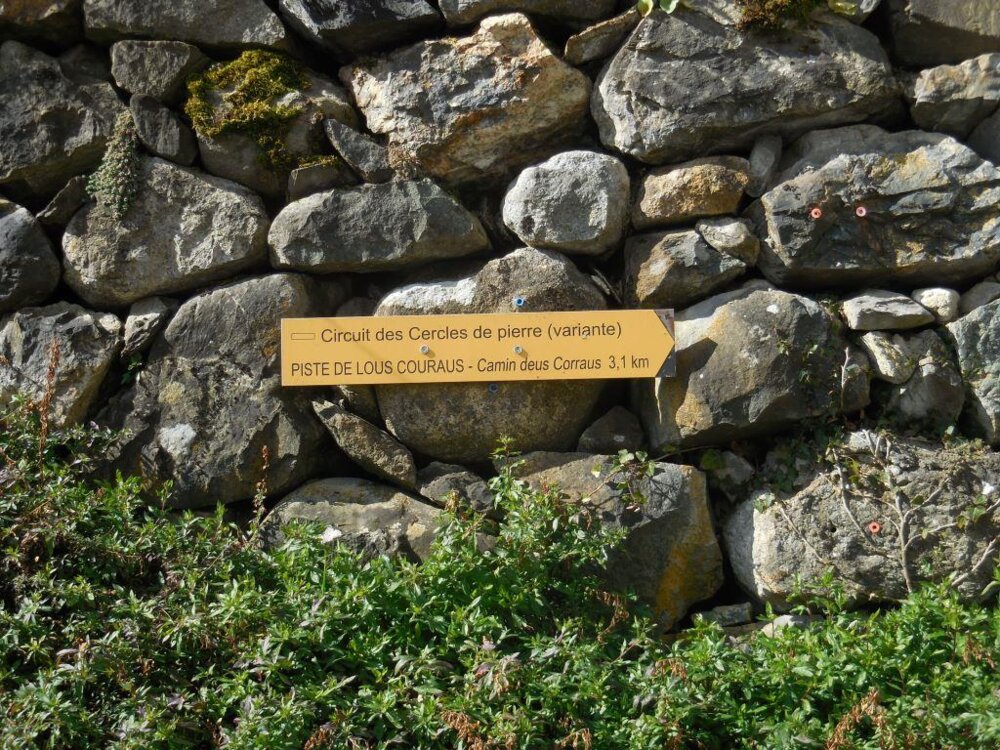 Circuit des Cercles de pierre (variante)
PISTE DE LOUS COURAUS - Camin deus Corraus 3,1 km